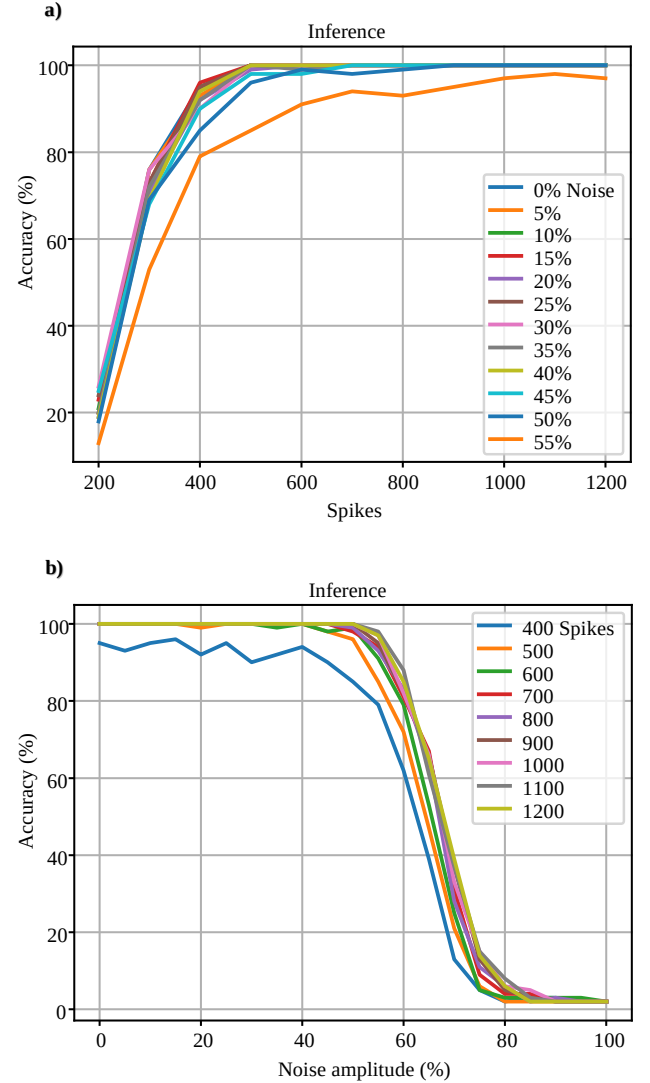 a)
Inference
Accuracy (%)
100
80
60
40
20
200 400 600 800 1000 1200
Spikes
0% Noise
5%
10%
15%
20%
25%
30%
35%
40%
45%
50%
55%
b)
Inference
Accuracy (%)
100
80
60
40
20
0
0 20 40 60 80 100
Noise amplitude (%)
400 Spikes
500
600
700
800
900
1000
1100
1200